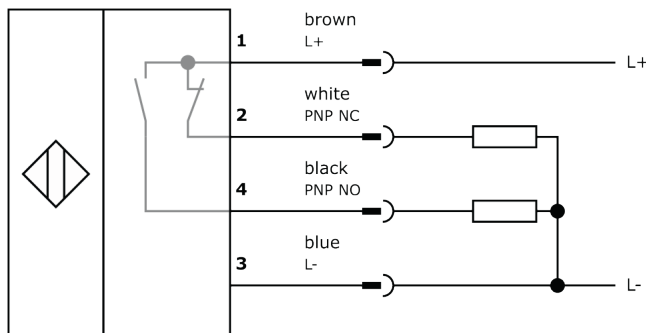 brown
1 L+ L+
white
2 PNP NC
black
4 PNP NO
blue
3 L-
L-